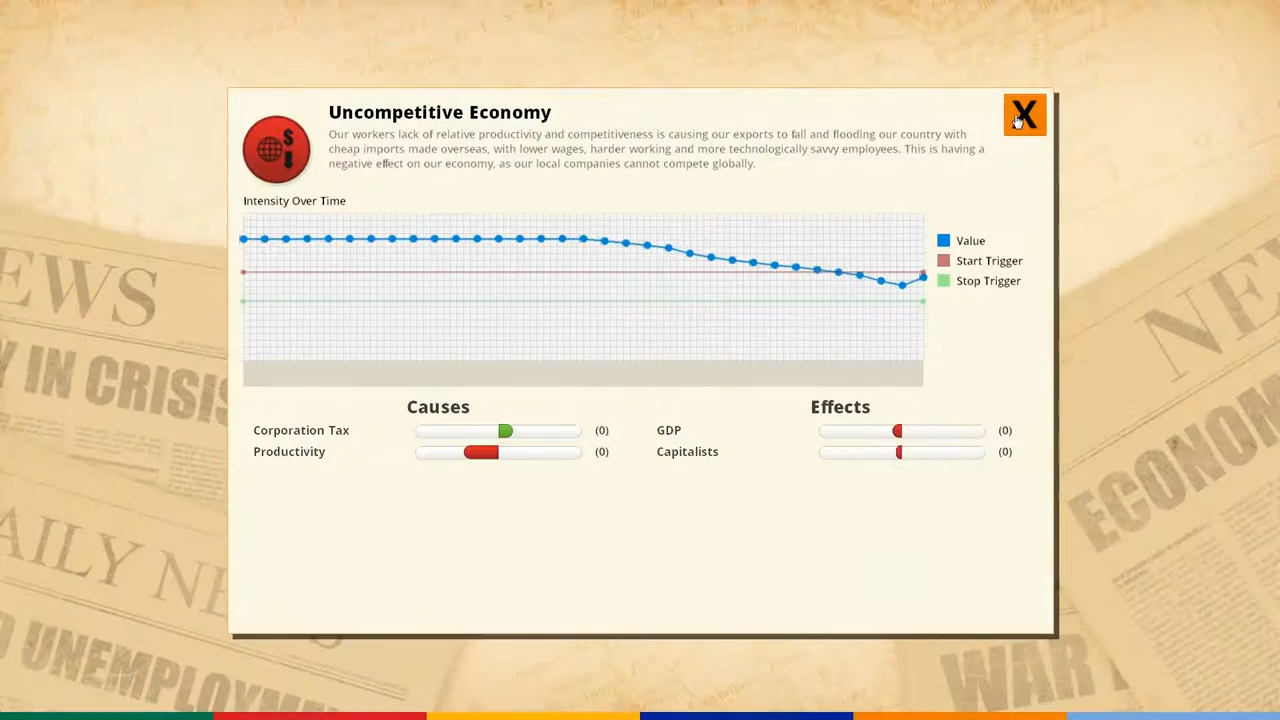 Uncompetitive Economy
X
Our workers lack of relative productivity and competitiveness is causing our exports to fall and flooding our country with
cheap imports made overseas, with lower wages, harder working and more technologically savvy employees. This is having a
negative effect on our economy, as our local companies cannot compete globally.
$
Intensity Over Time
Value
Start Trigger
Stop Trigger
Causes
Effects
Corporation Tax (0)
GDP (0)
Productivity (0)
Capitalists (0)
EWS
Y IN CRISIS
AILY NE
D UNEMPLOYM
NE
ECONOM
WAR